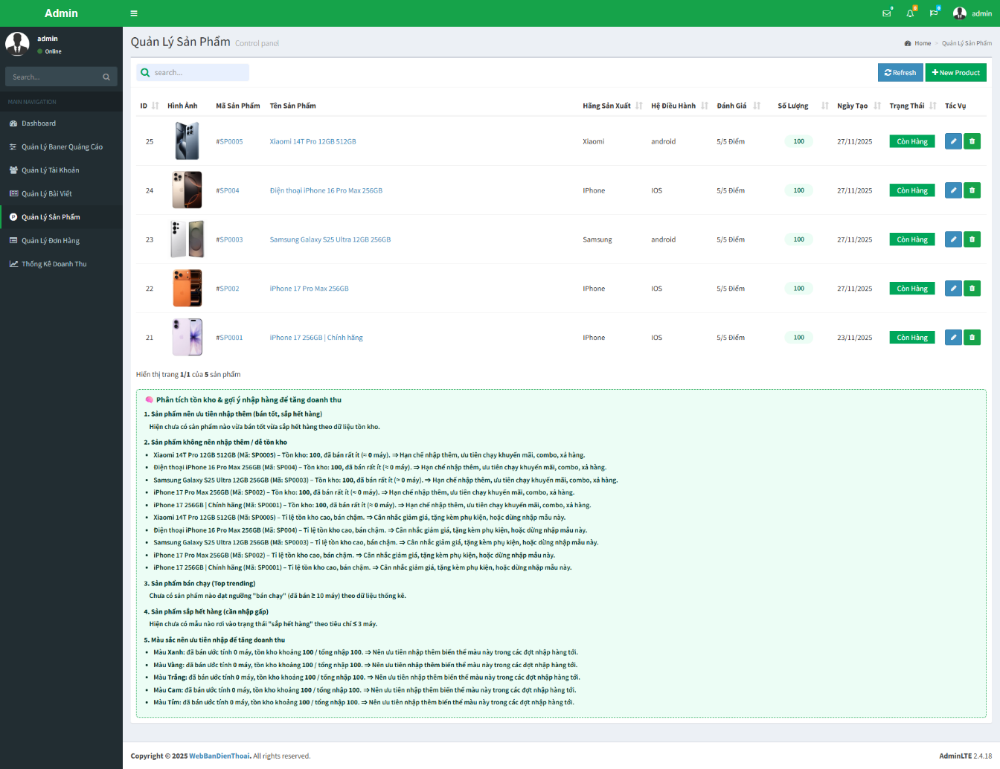 Admin
0
0
0
admin
admin
Online
Search...
MAIN NAVIGATION
Dashboard
Quản Lý Baner Quảng Cáo
Quản Lý Tài Khoản
Quản Lý Bài Viết
Quản Lý Sản Phẩm
Quản Lý Đơn Hàng
Thống Kê Doanh Thu
Quản Lý Sản Phẩm Control panel
Home > Quản Lý Sản Phẩm
search...
Refresh
New Product
ID Hình Ảnh Mã Sản Phẩm Tên Sản Phẩm Hãng Sản Xuất Hệ Điều Hành Đánh Giá Số Lượng Ngày Tạo Trạng Thái Tác Vụ
25 #SP0005 Xiaomi 14T Pro 12GB 512GB Xiaomi android 5/5 Điểm 100 27/11/2025 Còn Hàng
24 #SP004 Điện thoại iPhone 16 Pro Max 256GB IPhone IOS 5/5 Điểm 100 27/11/2025 Còn Hàng
23 #SP0003 Samsung Galaxy S25 Ultra 12GB 256GB Samsung android 5/5 Điểm 100 27/11/2025 Còn Hàng
22 #SP002 iPhone 17 Pro Max 256GB IPhone IOS 5/5 Điểm 100 27/11/2025 Còn Hàng
21 #SP0001 iPhone 17 256GB | Chính hãng IPhone IOS 5/5 Điểm 100 23/11/2025 Còn Hàng
Hiển thị trang 1/1 của 5 sản phẩm
Phân tích tồn kho & gợi ý nhập hàng để tăng doanh thu
1. Sản phẩm nên ưu tiên nhập thêm (bán tốt, sắp hết hàng)
Hiện chưa có sản phẩm nào vừa bán tốt vừa sắp hết hàng theo dữ liệu tồn kho.
2. Sản phẩm không nên nhập thêm / dễ tồn kho
• Xiaomi 14T Pro 12GB 512GB (Mã: SP0005) – Tồn kho: 100, đã bán rất ít (≈ 0 máy). ⇒ Hạn chế nhập thêm, ưu tiên chạy khuyến mãi, combo, xả hàng.
• Điện thoại iPhone 16 Pro Max 256GB (Mã: SP004) – Tồn kho: 100, đã bán rất ít (≈ 0 máy). ⇒ Hạn chế nhập thêm, ưu tiên chạy khuyến mãi, combo, xả hàng.
• Samsung Galaxy S25 Ultra 12GB 256GB (Mã: SP0003) – Tồn kho: 100, đã bán rất ít (≈ 0 máy). ⇒ Hạn chế nhập thêm, ưu tiên chạy khuyến mãi, combo, xả hàng.
• iPhone 17 Pro Max 256GB (Mã: SP002) – Tồn kho: 100, đã bán rất ít (≈ 0 máy). ⇒ Hạn chế nhập thêm, ưu tiên chạy khuyến mãi, combo, xả hàng.
• iPhone 17 256GB | Chính hãng (Mã: SP0001) – Tồn kho: 100, đã bán rất ít (≈ 0 máy). ⇒ Hạn chế nhập thêm, ưu tiên chạy khuyến mãi, combo, xả hàng.
• Xiaomi 14T Pro 12GB 512GB (Mã: SP0005) – Tỉ lệ tồn kho cao, bán chậm. ⇒ Cân nhắc giảm giá, tặng kèm phụ kiện, hoặc dừng nhập mẫu này.
• Điện thoại iPhone 16 Pro Max 256GB (Mã: SP004) – Tỉ lệ tồn kho cao, bán chậm. ⇒ Cân nhắc giảm giá, tặng kèm phụ kiện, hoặc dừng nhập mẫu này.
• Samsung Galaxy S25 Ultra 12GB 256GB (Mã: SP0003) – Tỉ lệ tồn kho cao, bán chậm. ⇒ Cân nhắc giảm giá, tặng kèm phụ kiện, hoặc dừng nhập mẫu này.
• iPhone 17 Pro Max 256GB (Mã: SP002) – Tỉ lệ tồn kho cao, bán chậm. ⇒ Cân nhắc giảm giá, tặng kèm phụ kiện, hoặc dừng nhập mẫu này.
• iPhone 17 256GB | Chính hãng (Mã: SP0001) – Tỉ lệ tồn kho cao, bán chậm. ⇒ Cân nhắc giảm giá, tặng kèm phụ kiện, hoặc dừng nhập mẫu này.
3. Sản phẩm bán chạy (Top trending)
Chưa có sản phẩm nào đạt ngưỡng "bán chạy" (đã bán ≥ 10 máy) theo dữ liệu thống kê.
4. Sản phẩm sắp hết hàng (cần nhập gấp)
Hiện chưa có mẫu nào rơi vào trạng thái "sắp hết hàng" theo tiêu chí ≤ 3 máy.
5. Màu sắc nên ưu tiên nhập để tăng doanh thu
• Màu Xanh: đã bán ước tính 0 máy, tồn kho khoảng 100 / tổng nhập 100. ⇒ Nên ưu tiên nhập thêm biến thể màu này trong các đợt nhập hàng tới.
• Màu Vàng: đã bán ước tính 0 máy, tồn kho khoảng 100 / tổng nhập 100. ⇒ Nên ưu tiên nhập thêm biến thể màu này trong các đợt nhập hàng tới.
• Màu Trắng: đã bán ước tính 0 máy, tồn kho khoảng 100 / tổng nhập 100. ⇒ Nên ưu tiên nhập thêm biến thể màu này trong các đợt nhập hàng tới.
• Màu Cam: đã bán ước tính 0 máy, tồn kho khoảng 100 / tổng nhập 100. ⇒ Nên ưu tiên nhập thêm biến thể màu này trong các đợt nhập hàng tới.
• Màu Tím: đã bán ước tính 0 máy, tồn kho khoảng 100 / tổng nhập 100. ⇒ Nên ưu tiên nhập thêm biến thể màu này trong các đợt nhập hàng tới.
Copyright © 2025 WebBanDienThoai. All rights reserved.
AdminLTE 2.4.18